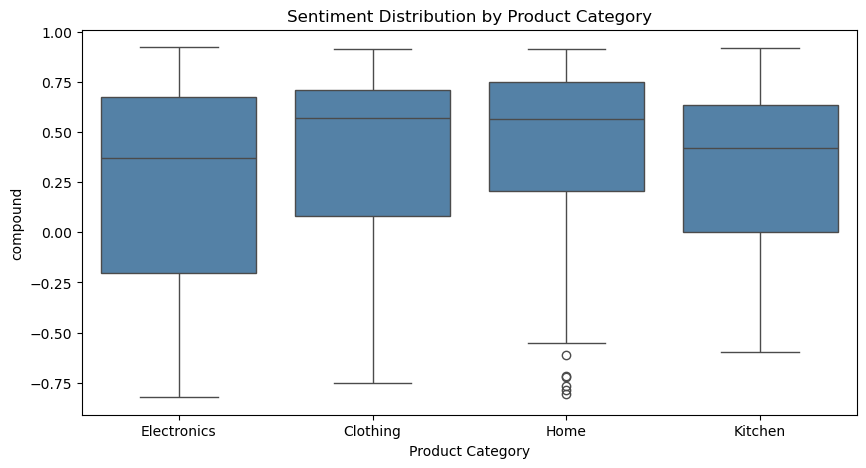 Sentiment Distribution by Product Category
1.00
0.75
0.50
0.25
0.00
−0.25
−0.50
−0.75
compound
Electronics
Clothing
Home
Kitchen
Product Category